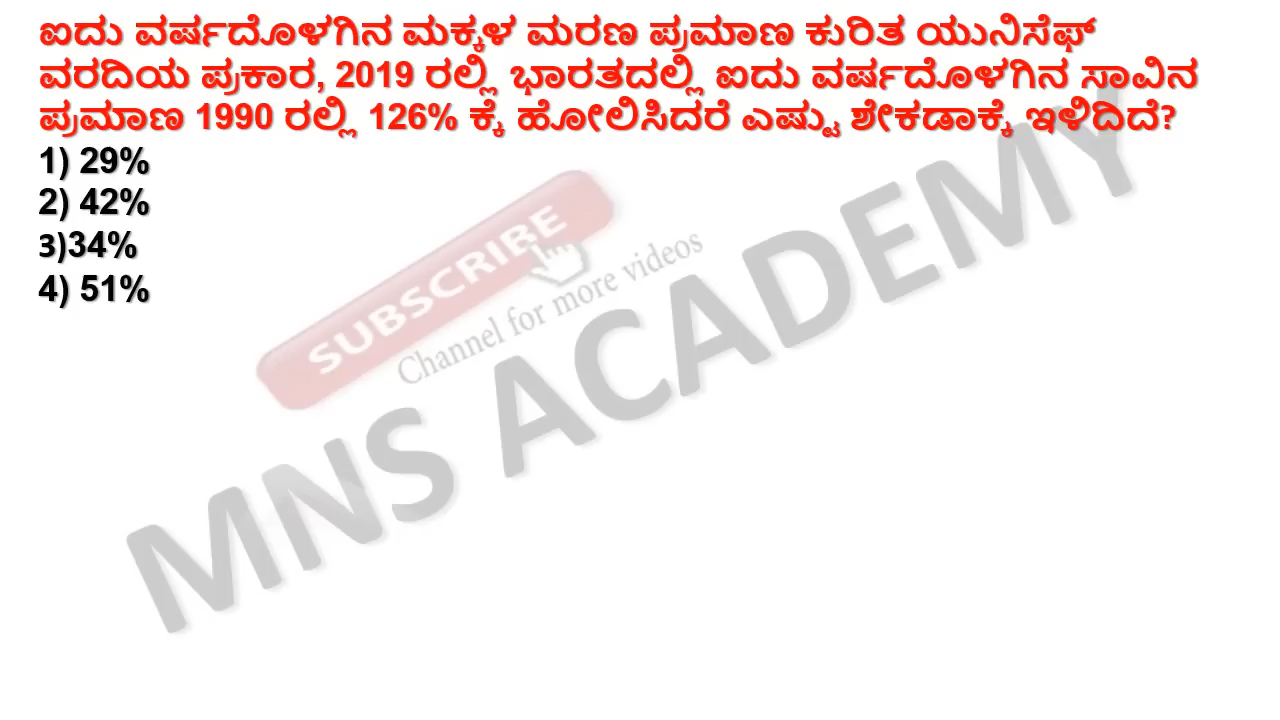 ಐದು ವರ್ಷದೊಳಗಿನ ಮಕ್ಕಳ ಮರಣ ಪ್ರಮಾಣ ಕುರಿತ ಯುನಿಸೆಫ್
ವರದಿಯ ಪ್ರಕಾರ, 2019 ರಲ್ಲಿ ಭಾರತದಲ್ಲಿ ಐದು ವರ್ಷದೊಳಗಿನ ಸಾವಿನ
ಪ್ರಮಾಣ 1990 ರಲ್ಲಿ 126% ಕ್ಕೆ ಹೋಲಿಸಿದರೆ ಎಷ್ಟು ಶೇಕಡಾಕ್ಕೆ ಇಳಿದಿದೆ?
1) 29%
2) 42%
3)34%
4) 51%
SUBSCRIBE
Channel for more videos
MNS ACADEMY